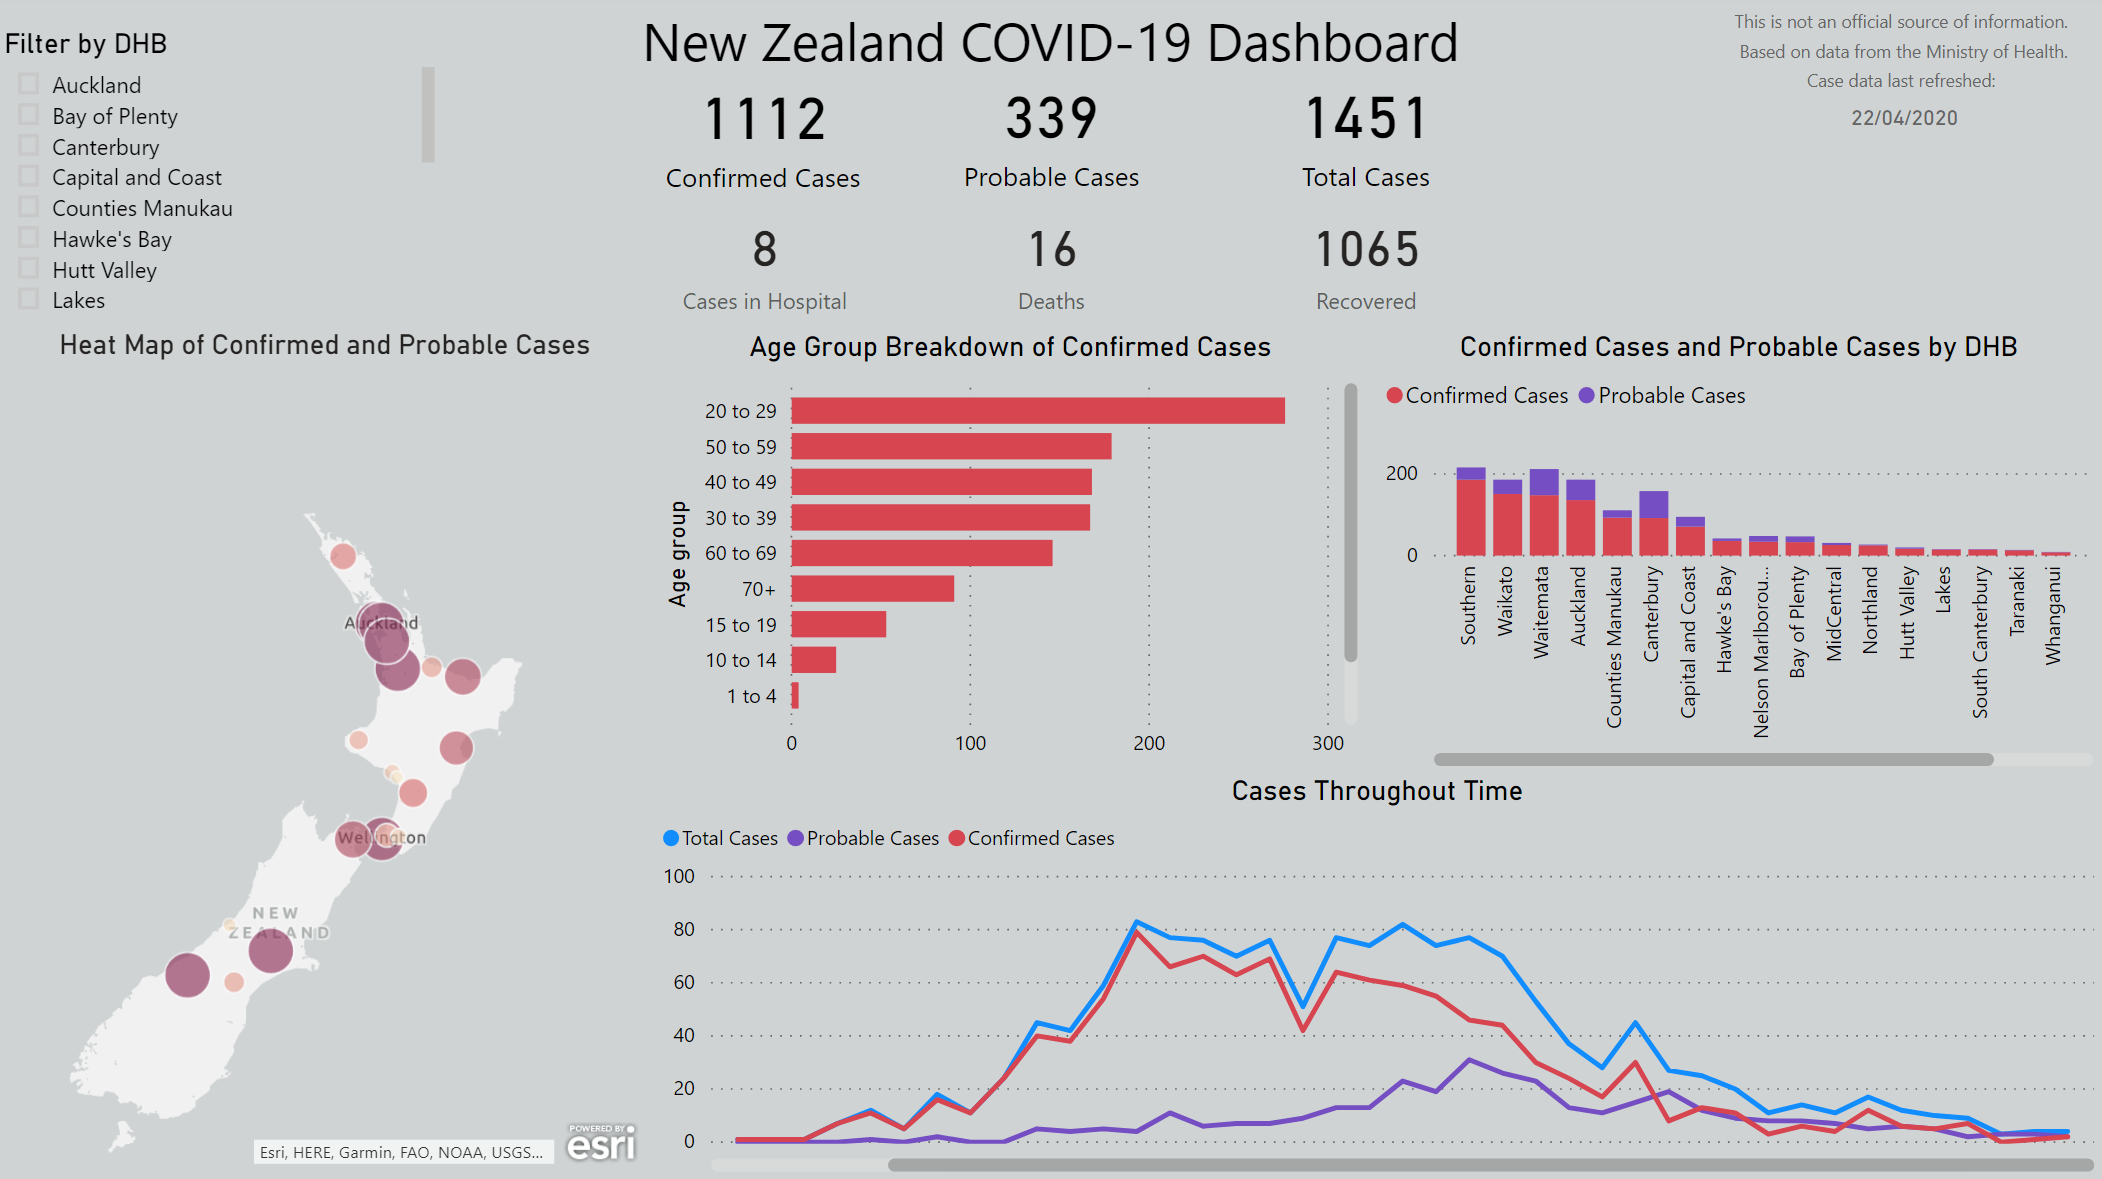 New Zealand COVID-19 Dashboard
This is not an official source of information.
Based on data from the Ministry of Health.
Case data last refreshed:
22/04/2020
Filter by DHB
Auckland
Bay of Plenty
Canterbury
Capital and Coast
Counties Manukau
Hawke's Bay
Hutt Valley
Lakes
1112
Confirmed Cases
339
Probable Cases
1451
Total Cases
8
Cases in Hospital
16
Deaths
1065
Recovered
Heat Map of Confirmed and Probable Cases
Auckland
Wellington
NEW
ZEALAND
Esri, HERE, Garmin, FAO, NOAA, USGS...
POWERED BY
esri
Age Group Breakdown of Confirmed Cases
Age group
20 to 29
50 to 59
40 to 49
30 to 39
60 to 69
70+
15 to 19
10 to 14
1 to 4
0 100 200 300
Confirmed Cases and Probable Cases by DHB
Confirmed Cases Probable Cases
200
0
Southern
Waikato
Waitemata
Auckland
Counties Manukau
Canterbury
Capital and Coast
Hawke's Bay
Nelson Marlborou...
Bay of Plenty
MidCentral
Northland
Hutt Valley
Lakes
South Canterbury
Taranaki
Whanganui
Cases Throughout Time
Total Cases Probable Cases Confirmed Cases
100
80
60
40
20
0